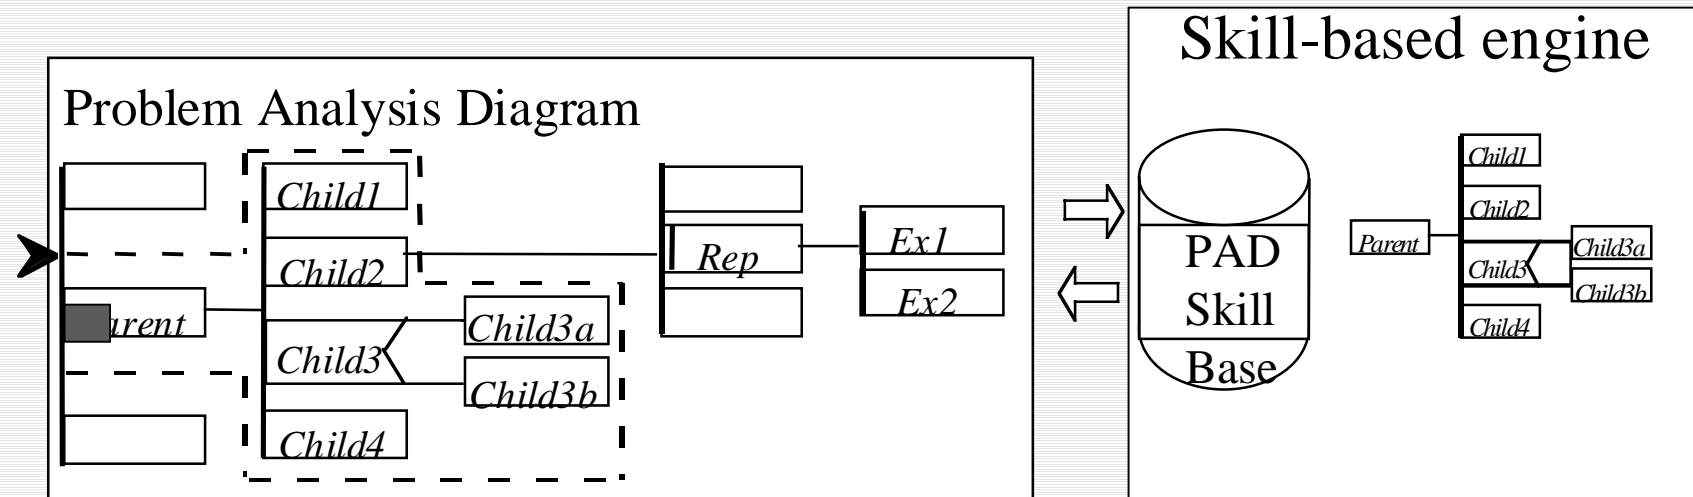 Problem Analysis Diagram
Child1
Child2
arent
Child3
Child3a
Child3b
Child4
Rep
Ex1
Ex2
Skill-based engine
PAD
Skill
Base
Parent
Child1
Child2
Child3
Child3a
Child3b
Child4